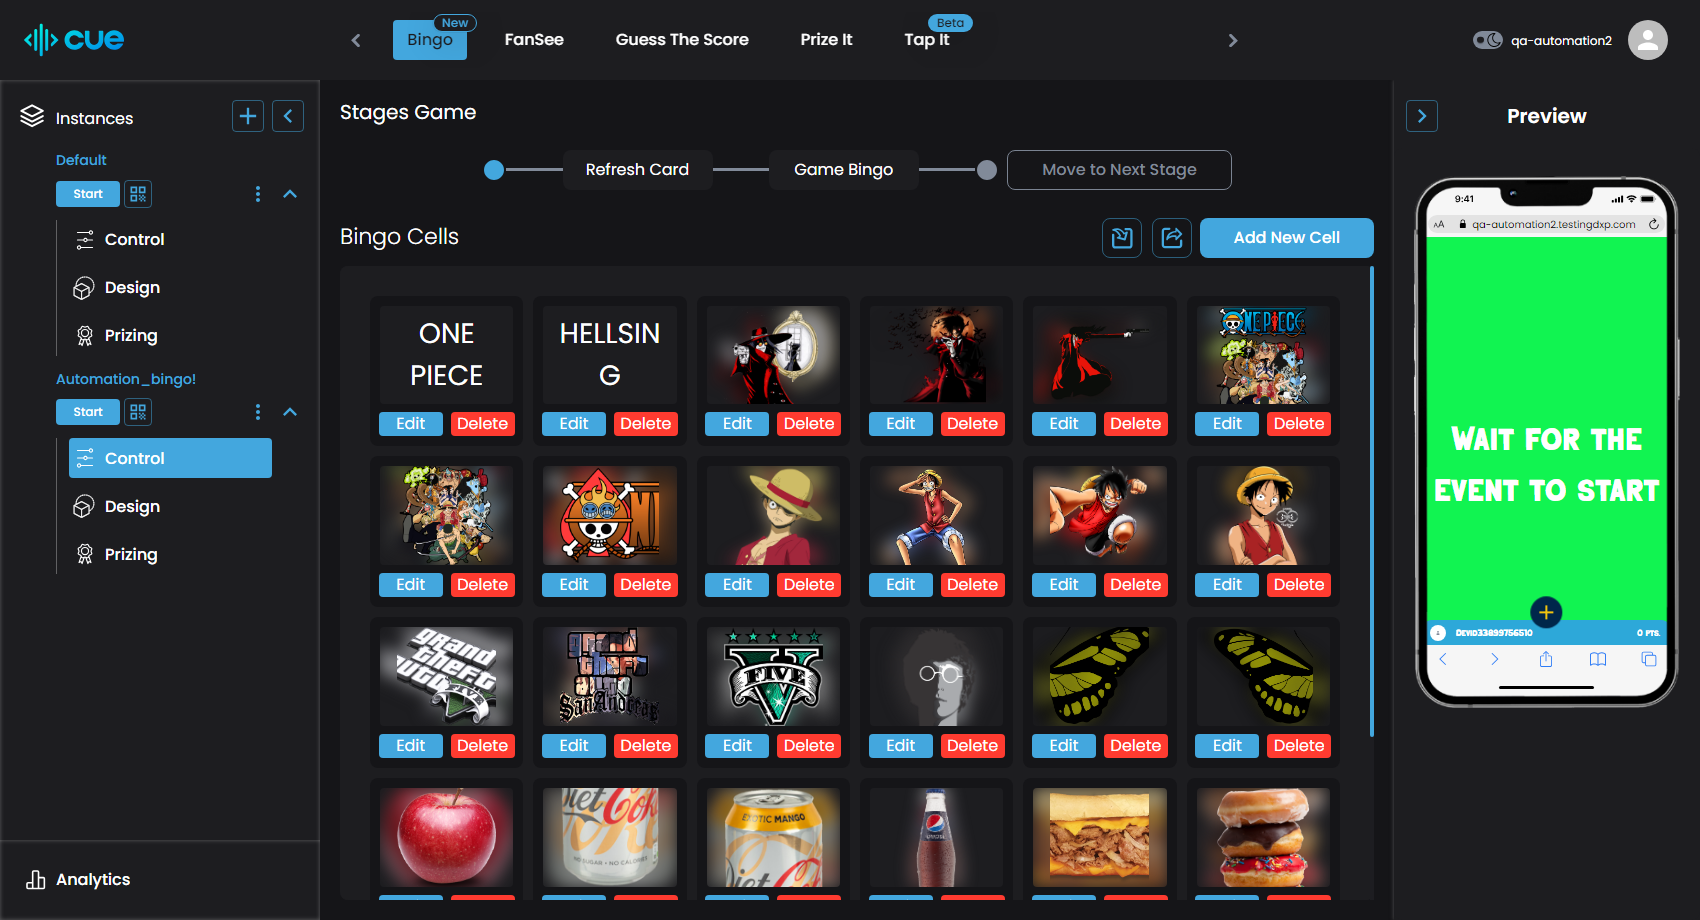 cue
Bingo
New
FanSee
Guess The Score
Prize It
Tap It
Beta
qa-automation2
Instances
Default
Start
Control
Design
Prizing
Automation_bingo!
Start
Control
Design
Prizing
Analytics
Stages Game
Refresh Card
Game Bingo
Move to Next Stage
Bingo Cells
Add New Cell
ONE
PIECE
HELLSIN
G
ONE PIECE
Edit Delete Edit Delete Edit Delete Edit Delete Edit Delete Edit Delete
Edit Delete Edit Delete Edit Delete Edit Delete Edit Delete Edit Delete
grand
theft
auto
FIVE
grand
theft
auto
San Andreas
V
FIVE
Edit Delete Edit Delete Edit Delete Edit Delete Edit Delete Edit Delete
Diet Coke
NO SUGAR • NO CALORIES
EXOTIC MANGO
Diet Coke
Preview
9:41
AA qa-automation2.testingdxp.com
WAIT FOR THE
EVENT TO START
0 PTS.